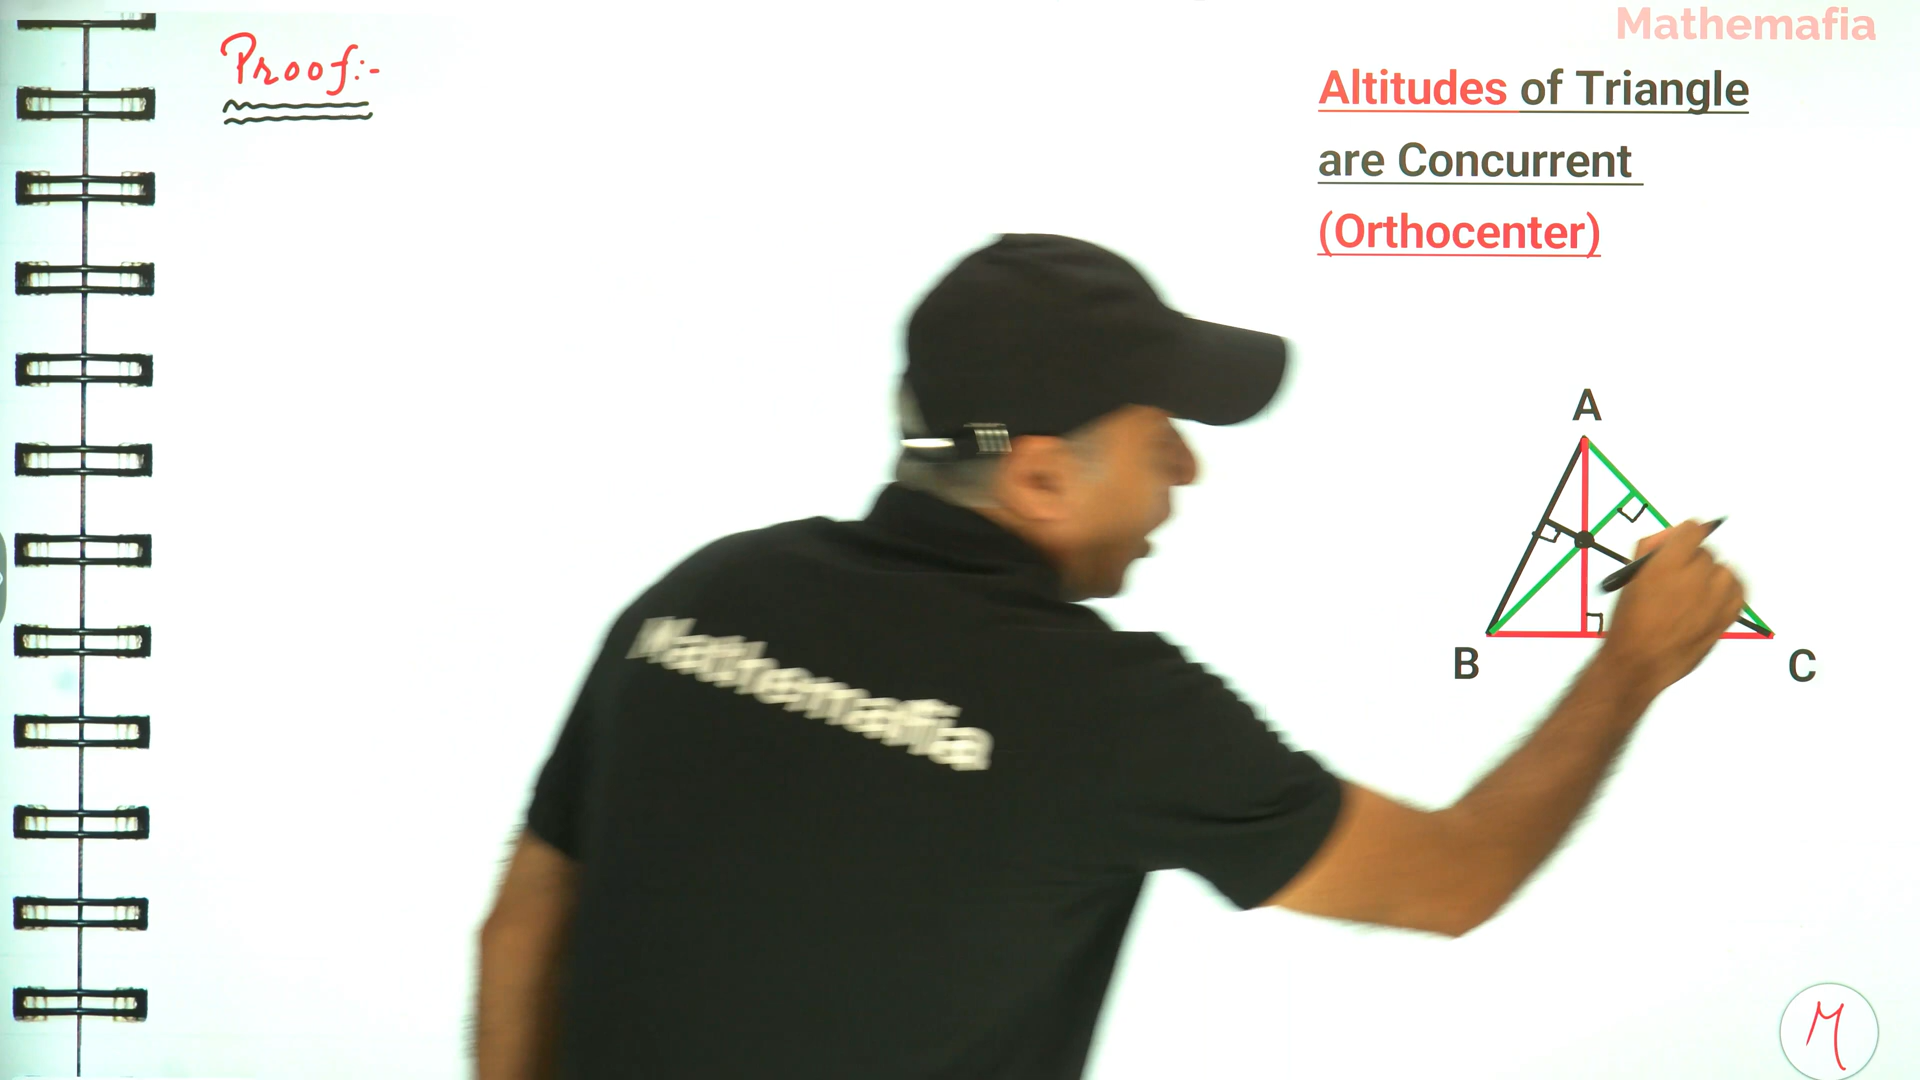 Mathemafia
Proof:-
Altitudes of Triangle
are Concurrent
(Orthocenter)
A
B
C
Mathemafia
M